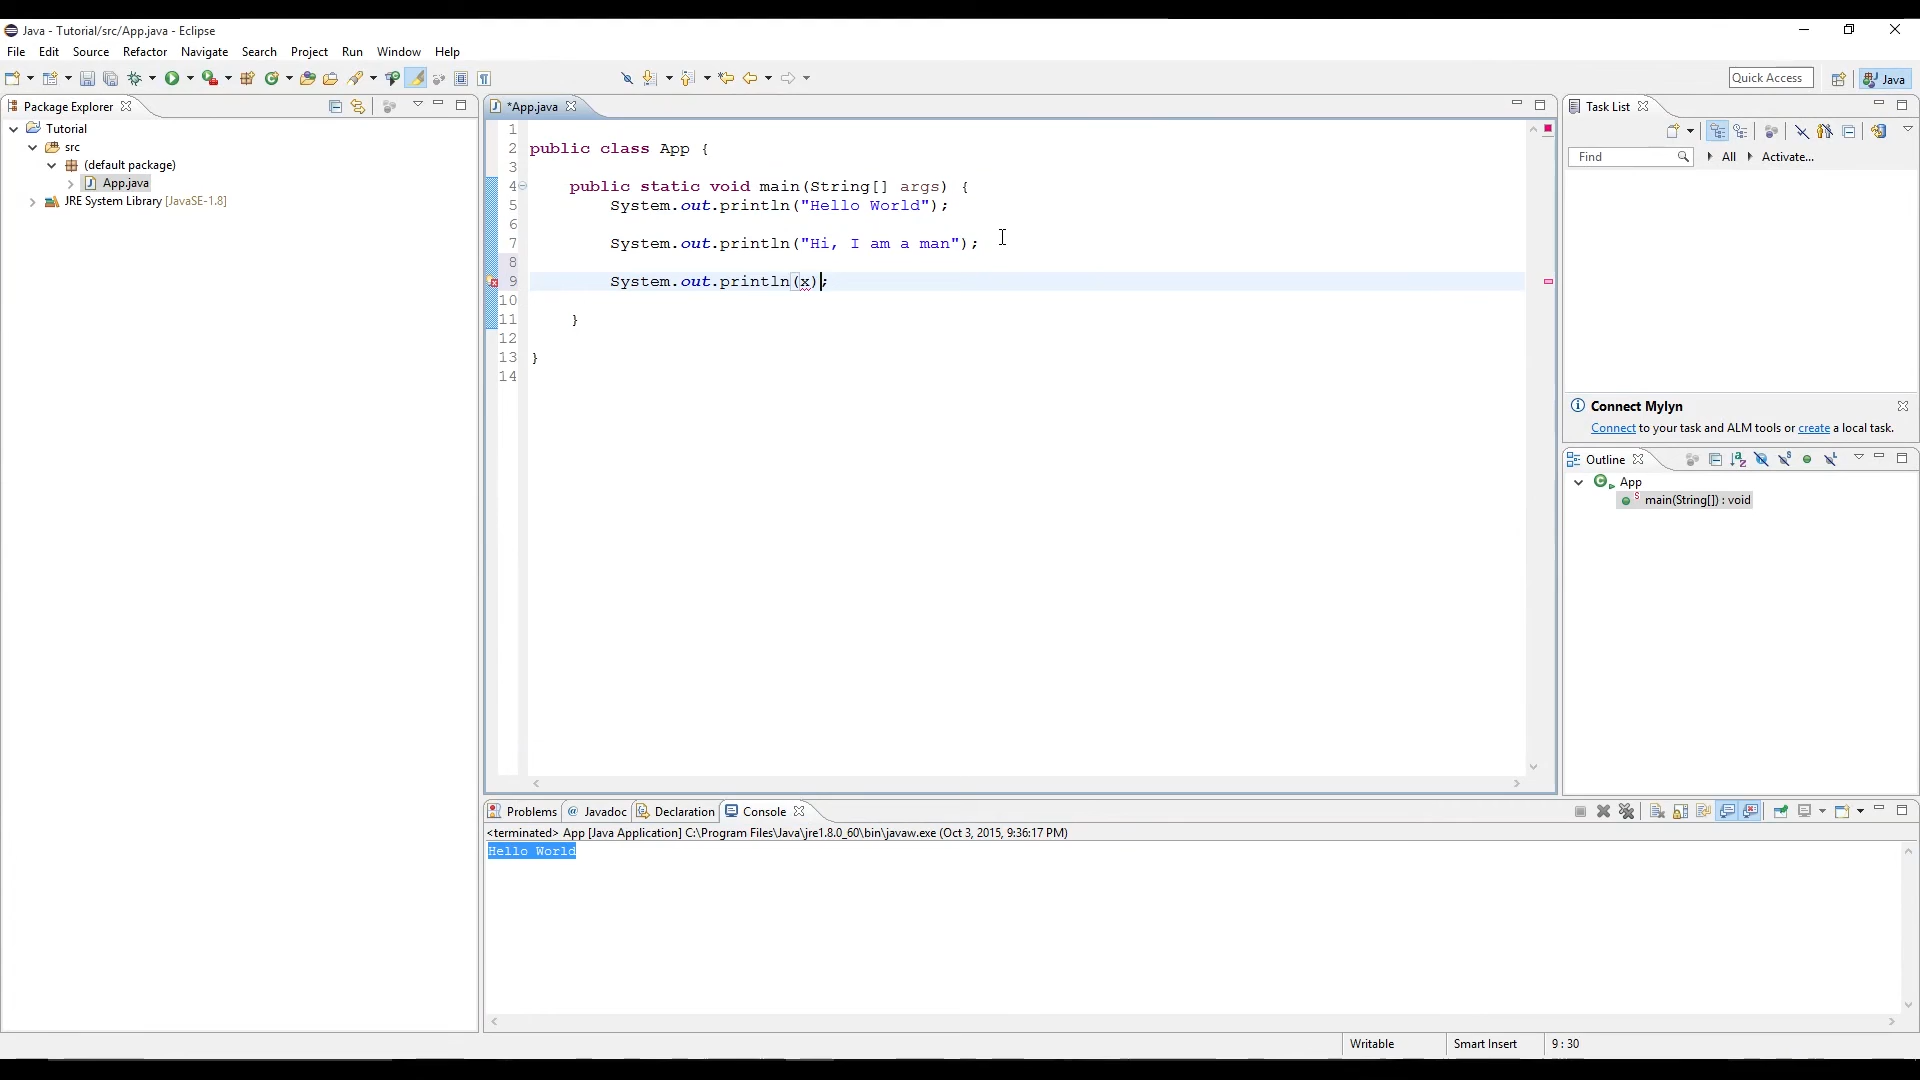 Java - Tutorial/src/App.java - Eclipse
File Edit Source Refactor Navigate Search Project Run Window Help
Quick Access
Java
Package Explorer
Tutorial
src
(default package)
App.java
JRE System Library [JavaSE-1.8]
*App.java
1
2 public class App {
3
4 public static void main(String[] args) {
5 System.out.println("Hello World");
6
7 System.out.println("Hi, I am a man");
8
9 System.out.println(x);
10
11 }
12
13 }
14
Task List
Find
All Activate...
Connect Mylyn
Connect to your task and ALM tools or create a local task.
Outline
App
main(String[]) : void
Problems @ Javadoc Declaration Console
<terminated> App [Java Application] C:\Program Files\Java\jre1.8.0_60\bin\javaw.exe (Oct 3, 2015, 9:36:17 PM)
Hello World
Writable Smart Insert 9 : 30